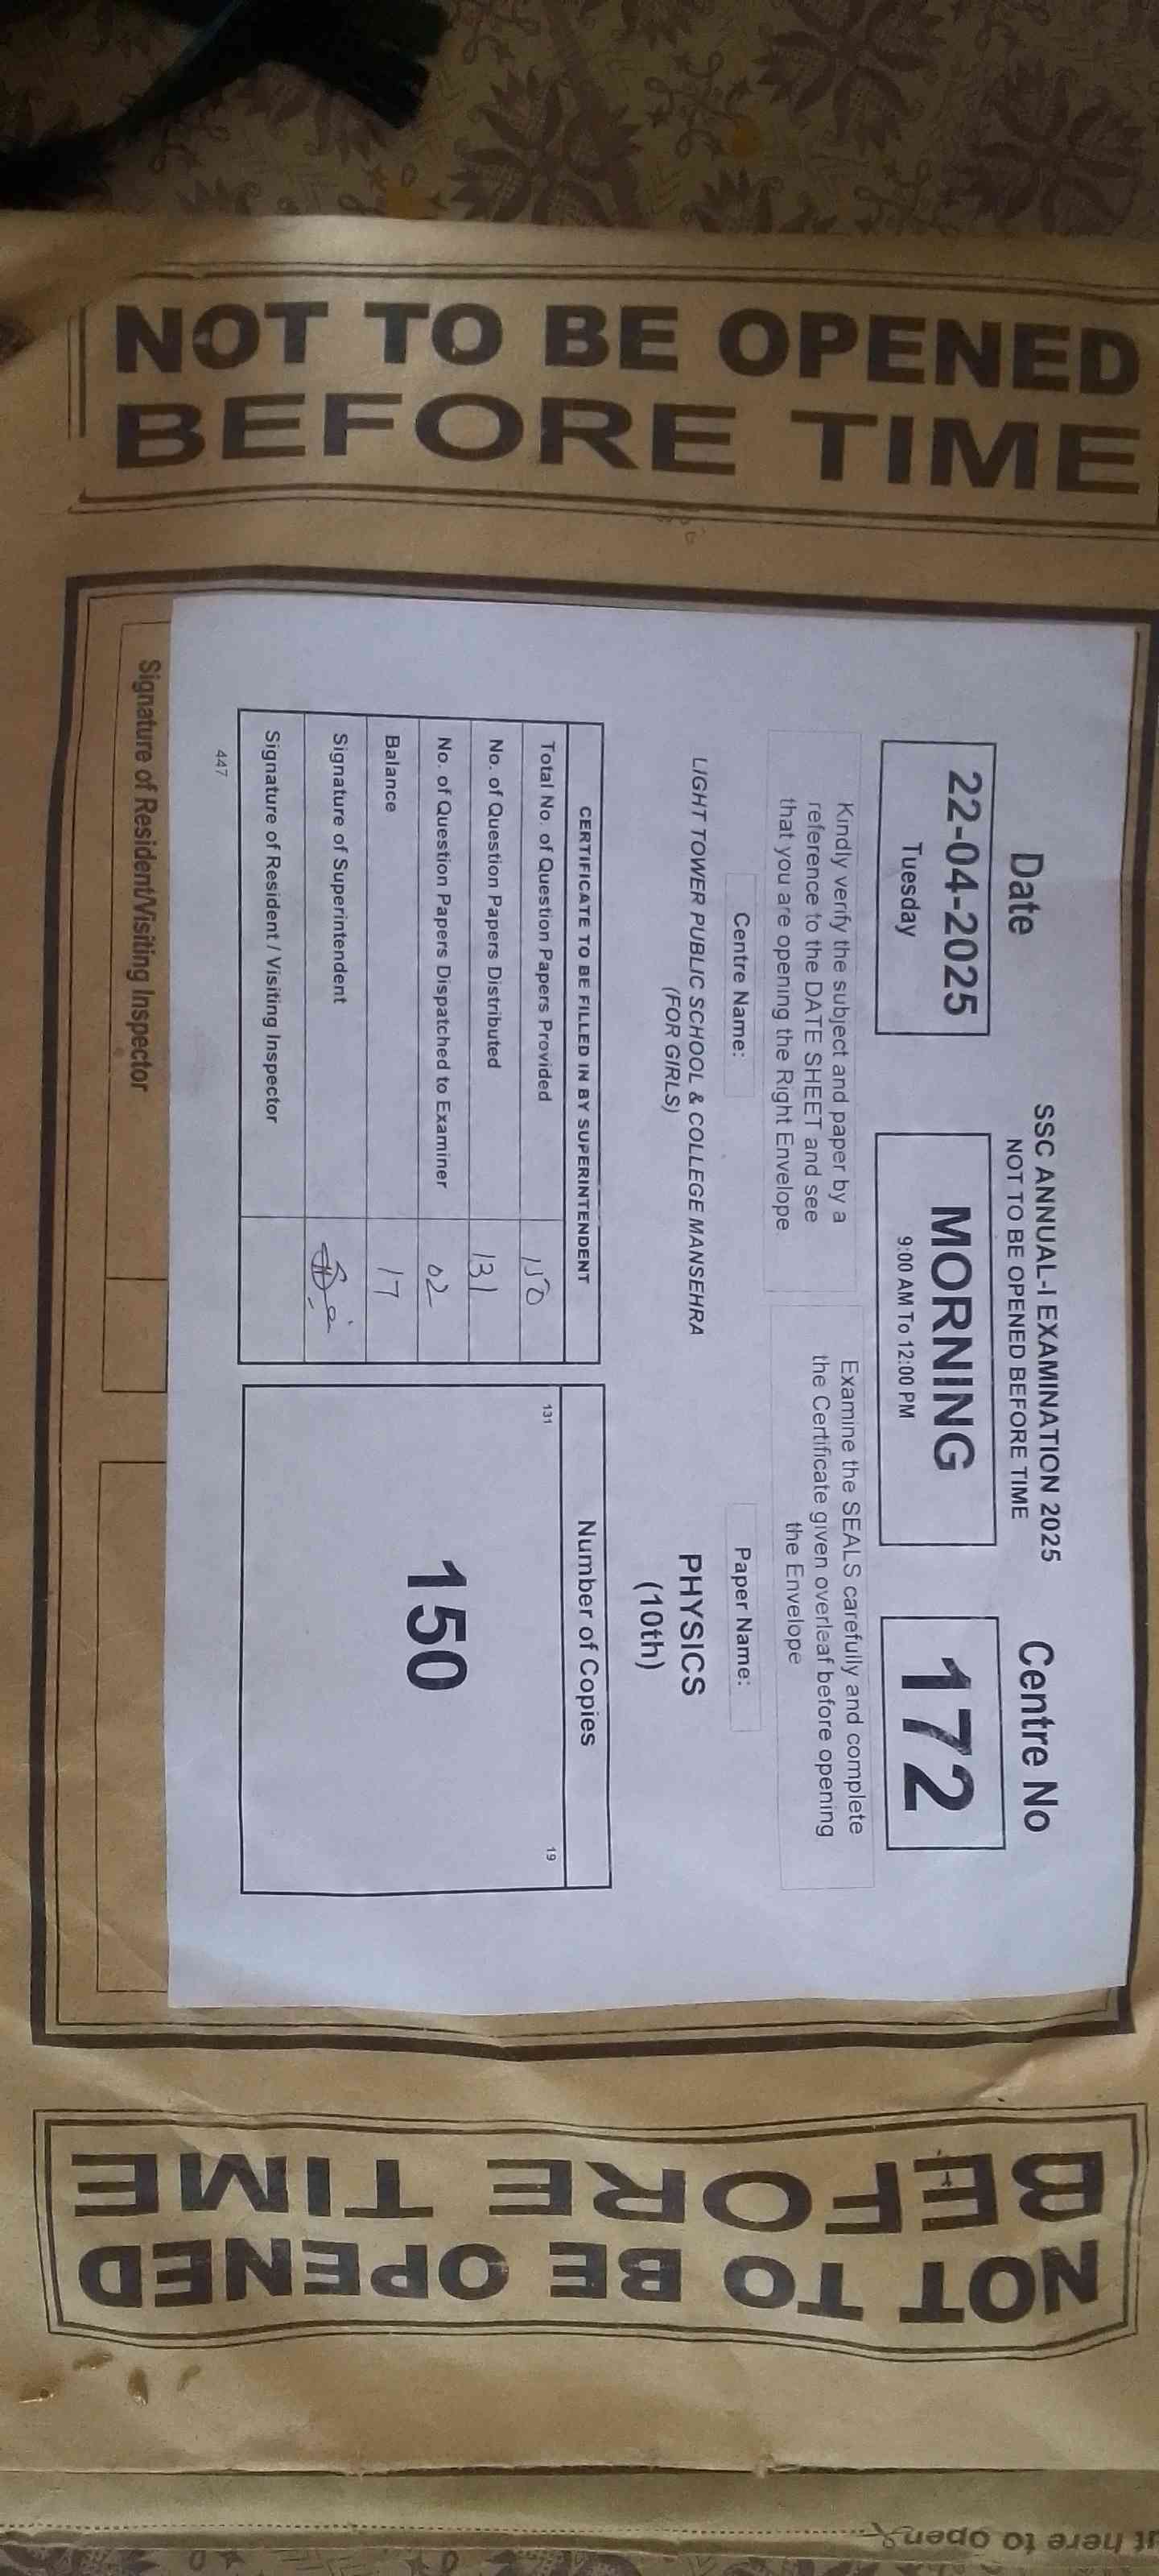 NOT TO BE OPENED
BEFORE TIME
SSC ANNUAL-I EXAMINATION 2025
NOT TO BE OPENED BEFORE TIME
Date
22-04-2025
Tuesday
MORNING
9:00 AM To 12:00 PM
Centre No
172
Kindly verify the subject and paper by a
reference to the DATE SHEET and see
that you are opening the Right Envelope
Examine the SEALS carefully and complete
the Certificate given overleaf before opening
the Envelope
Centre Name:
LIGHT TOWER PUBLIC SCHOOL & COLLEGE MANSEHRA
(FOR GIRLS)
Paper Name:
PHYSICS
(10th)
CERTIFICATE TO BE FILLED IN BY SUPERINTENDENT
Total No. of Question Papers Provided 150
No. of Question Papers Distributed 131
No. of Question Papers Dispatched to Examiner 02
Balance 17
Signature of Superintendent
Signature of Resident / Visiting Inspector
447
Number of Copies
131 19
150
Signature of Resident/Visiting Inspector
NOT TO BE OPENED
BEFORE TIME
here to open